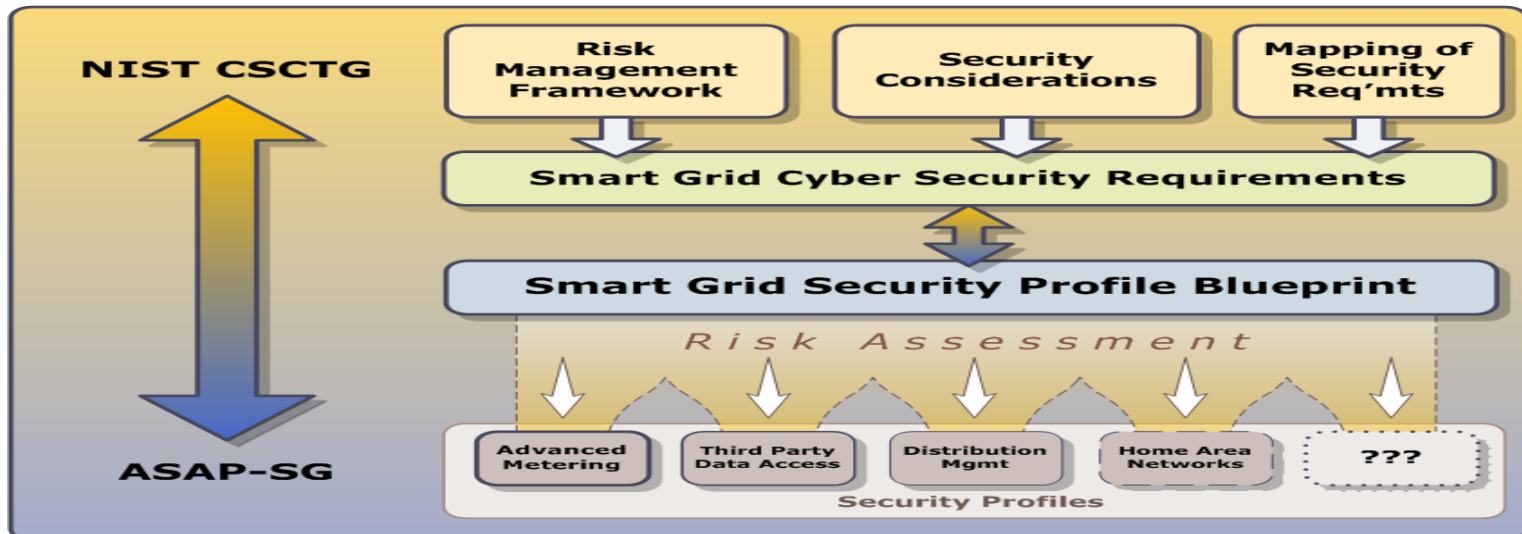 NIST CSCTG
Risk
Management
Framework
Security
Considerations
Mapping of
Security
Req'mts
Smart Grid Cyber Security Requirements
Smart Grid Security Profile Blueprint
Risk Assessment
Advanced
Metering
Third Party
Data Access
Distribution
Mgmt
Home Area
Networks
???
Security Profiles
ASAP-SG